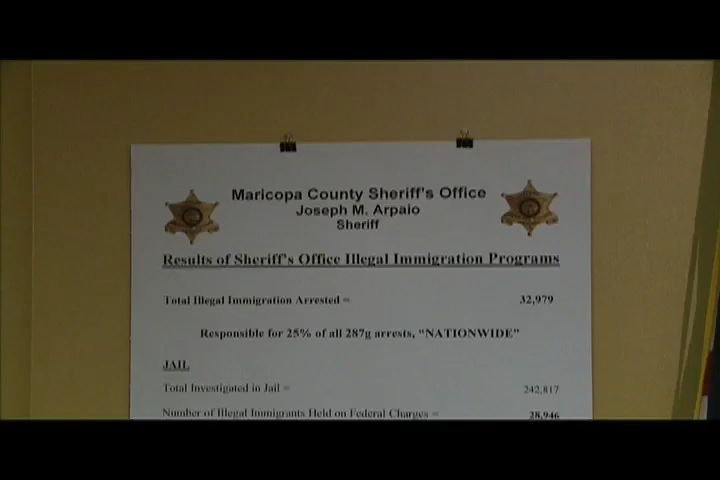 Maricopa County Sheriff's Office
Joseph M. Arpaio
Sheriff
Results of Sheriff's Office Illegal Immigration Programs
Total Illegal Immigration Arrested = 32,979
Responsible for 25% of all 287g arrests, "NATIONWIDE"
JAIL
Total Investigated in Jail = 242,817
Number of Illegal Immigrants Held on Federal Charges = 28,946